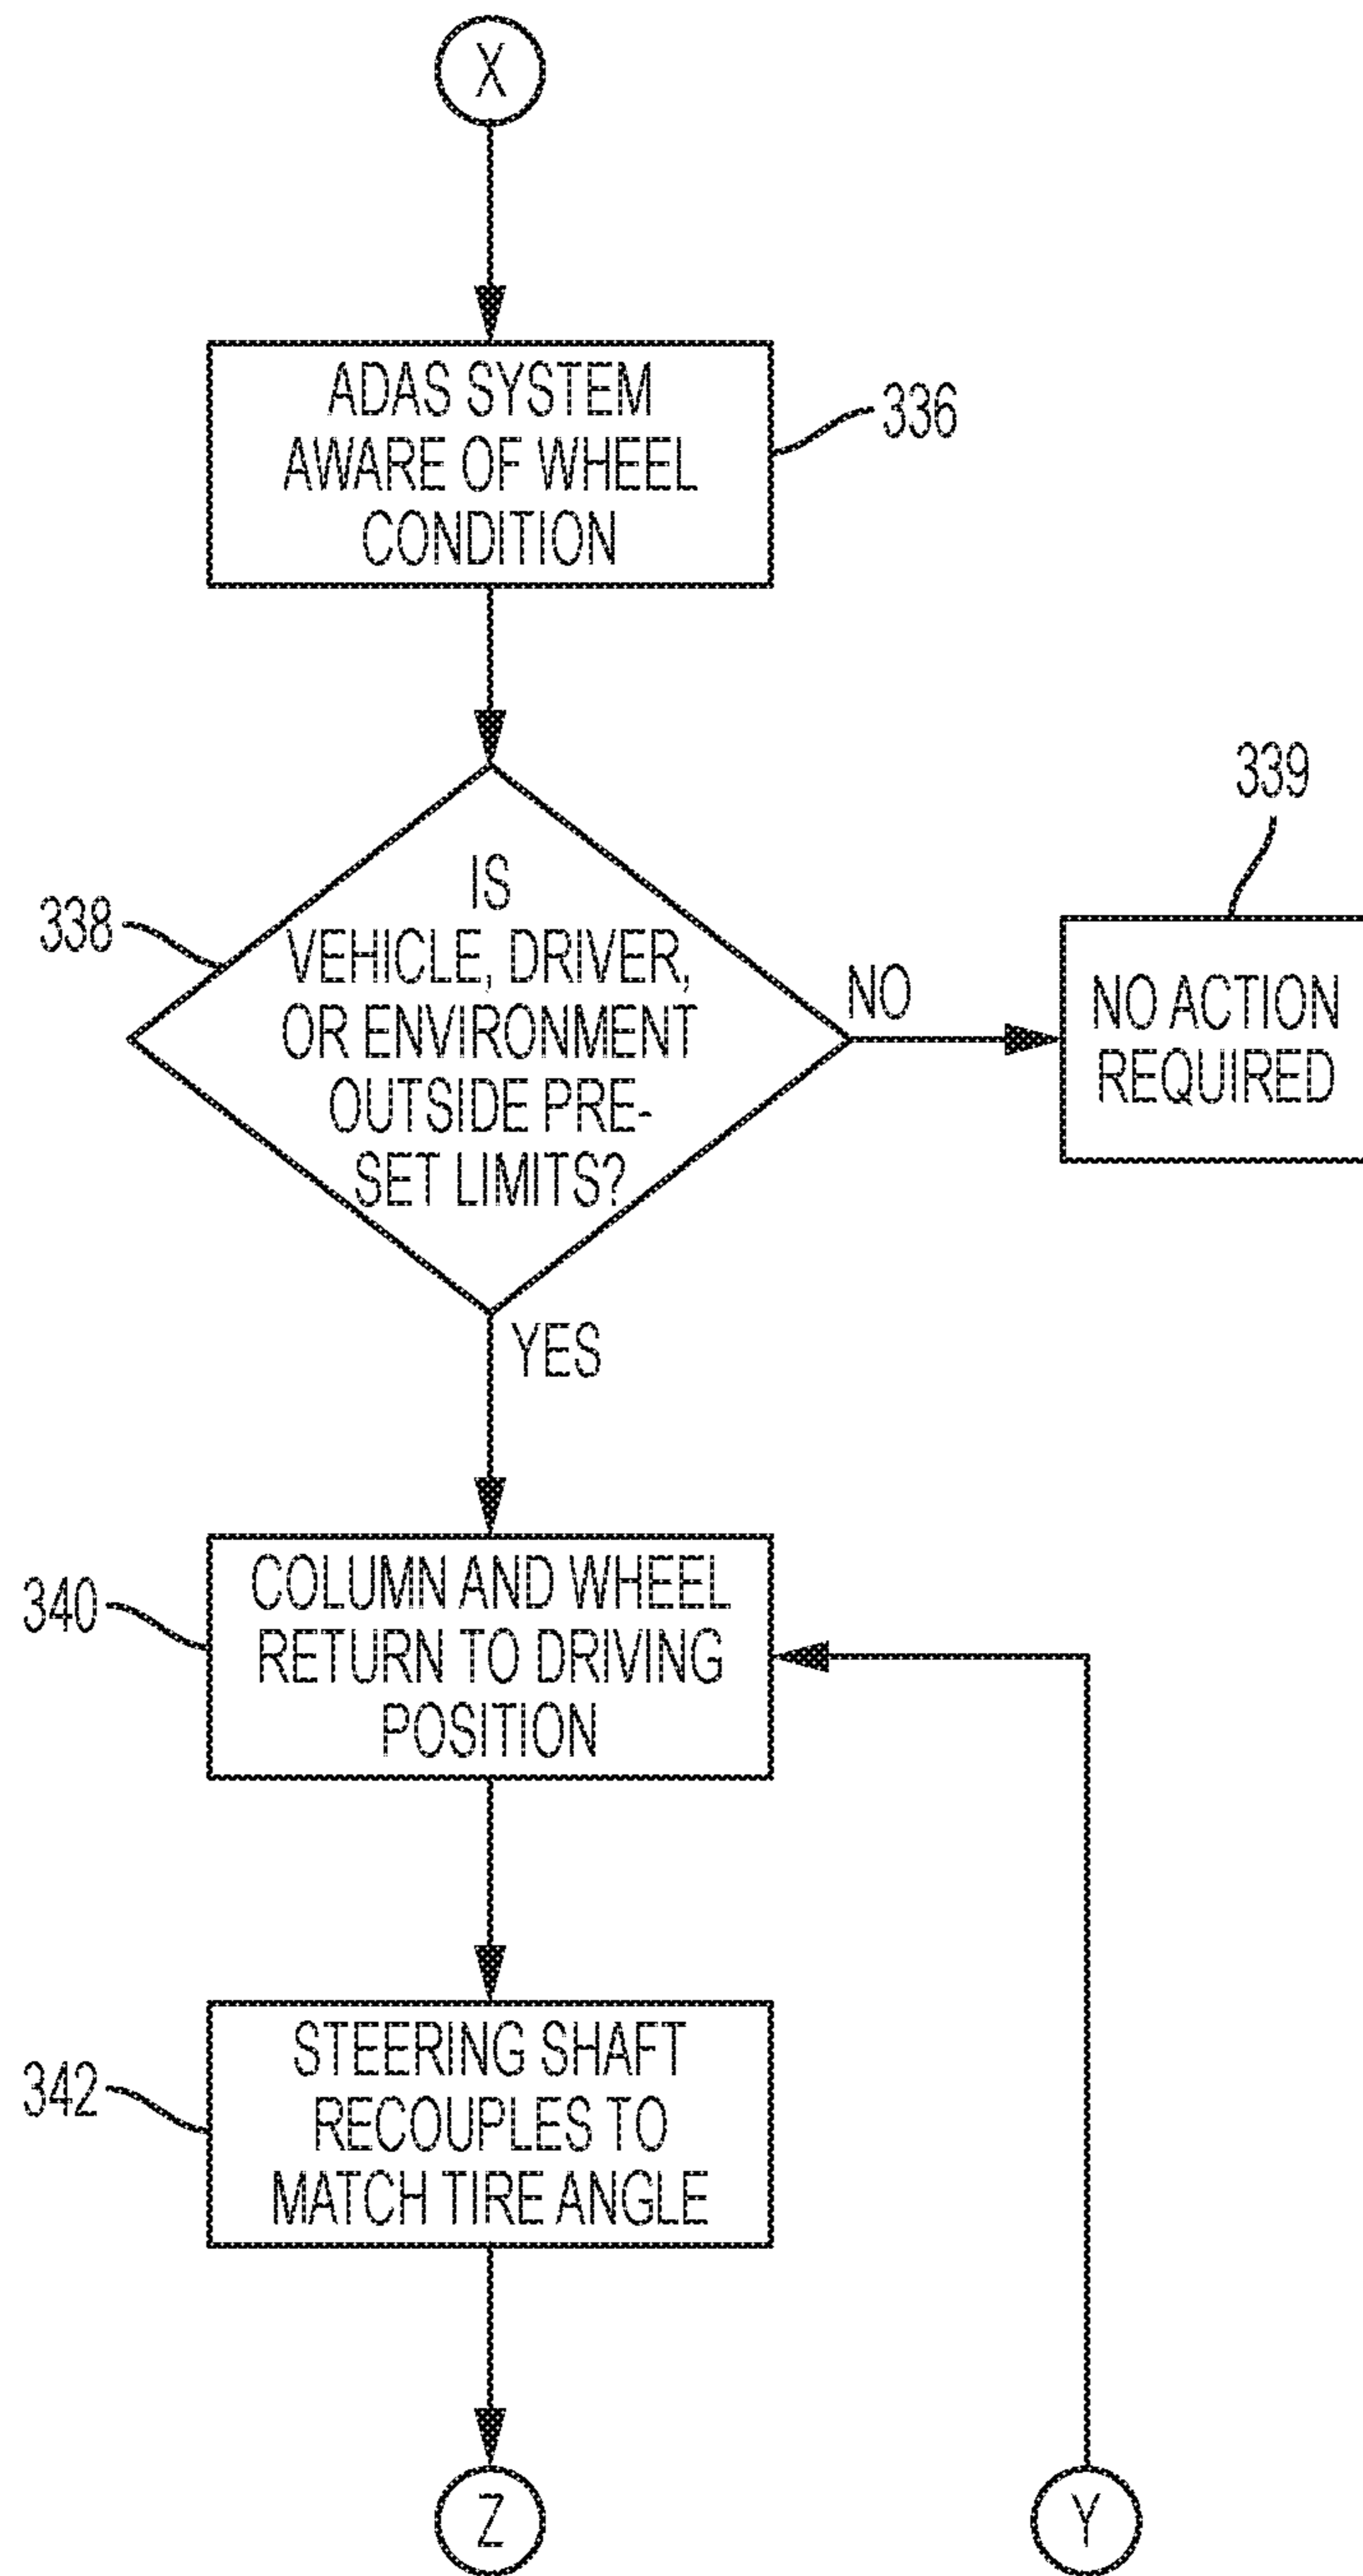 X
ADAS SYSTEM
AWARE OF WHEEL
CONDITION
336
338
IS
VEHICLE, DRIVER,
OR ENVIRONMENT
OUTSIDE PRE-
SET LIMITS?
NO
339
NO ACTION
REQUIRED
YES
340
COLUMN AND WHEEL
RETURN TO DRIVING
POSITION
342
STEERING SHAFT
RECOUPLES TO
MATCH TIRE ANGLE
Z
Y